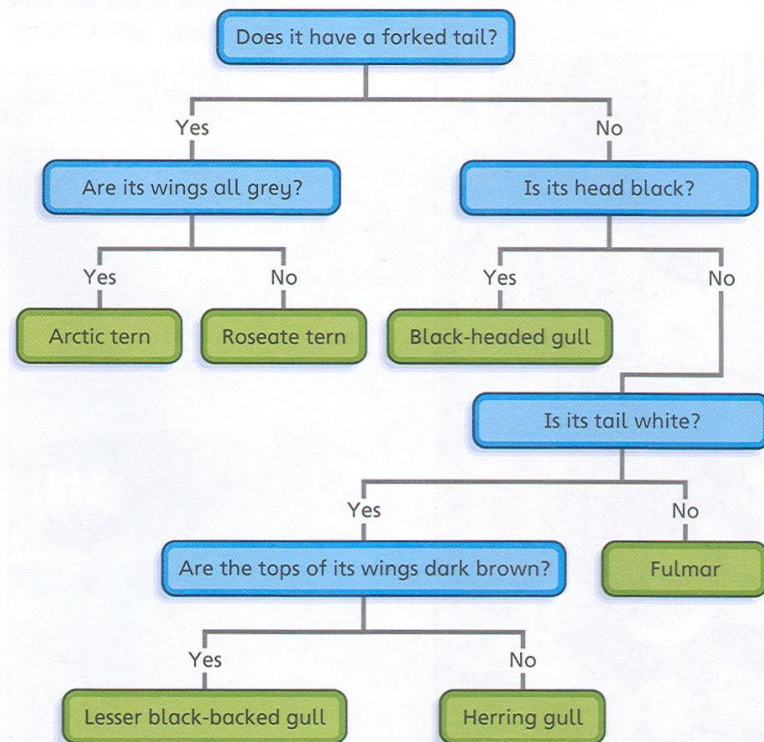 Does it have a forked tail?
Yes
No
Are its wings all grey?
Is its head black?
Yes
No
Yes
No
Arctic tern
Roseate tern
Black-headed gull
Is its tail white?
Yes
No
Are the tops of its wings dark brown?
Fulmar
Yes
No
Lesser black-backed gull
Herring gull